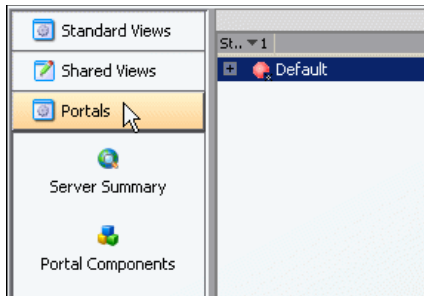 Standard Views
Shared Views
Portals
Server Summary
Portal Components
St.. 1
Default